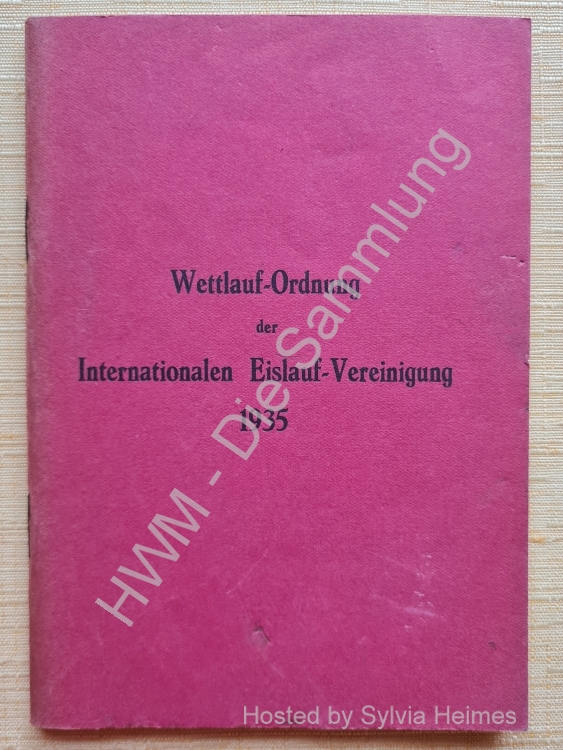 Wettlauf-Ordnung
der
Internationalen Eislauf-Vereinigung
1935
HWM - Die Sammlung
Hosted by Sylvia Heimes